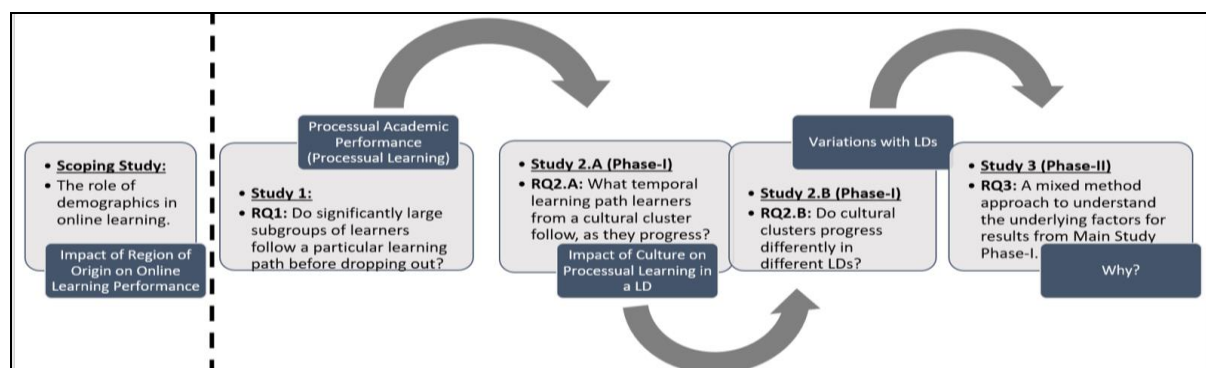 • Scoping Study:
• The role of
demographics in
online learning.
Impact of Region of
Origin on Online
Learning Performance
Processual Academic
Performance
(Processual Learning)
• Study 1:
• RQ1: Do significantly large
subgroups of learners
follow a particular learning
path before dropping out?
• Study 2.A (Phase-I)
• RQ2.A: What temporal
learning path learners
from a cultural cluster
follow, as they progress?
Impact of Culture on
Processual Learning in
a LD
Variations with LDs
• Study 2.B (Phase-I)
• RQ2.B: Do cultural
clusters progress
differently in
different LDs?
• Study 3 (Phase-II)
• RQ3: A mixed method
approach to understand
the underlying factors for
results from Main Study
Phase-I.
Why?